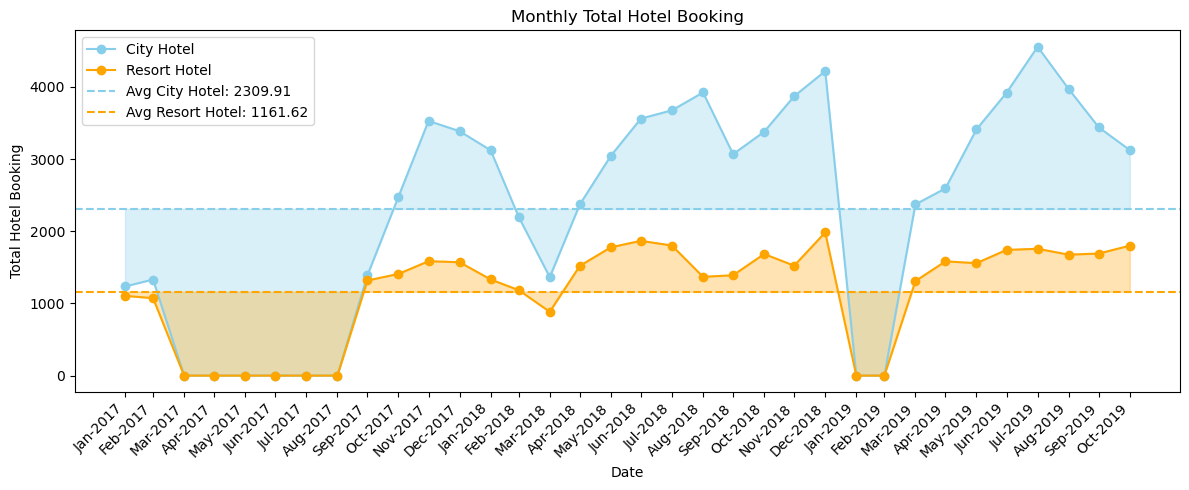 Monthly Total Hotel Booking
City Hotel
Resort Hotel
Avg City Hotel: 2309.91
Avg Resort Hotel: 1161.62
Total Hotel Booking
4000
3000
2000
1000
0
Jan-2017
Feb-2017
Mar-2017
Apr-2017
May-2017
Jun-2017
Jul-2017
Aug-2017
Sep-2017
Oct-2017
Nov-2017
Dec-2017
Jan-2018
Feb-2018
Mar-2018
Apr-2018
May-2018
Jun-2018
Jul-2018
Aug-2018
Sep-2018
Oct-2018
Nov-2018
Dec-2018
Jan-2019
Feb-2019
Mar-2019
Apr-2019
May-2019
Jun-2019
Jul-2019
Aug-2019
Sep-2019
Oct-2019
Date